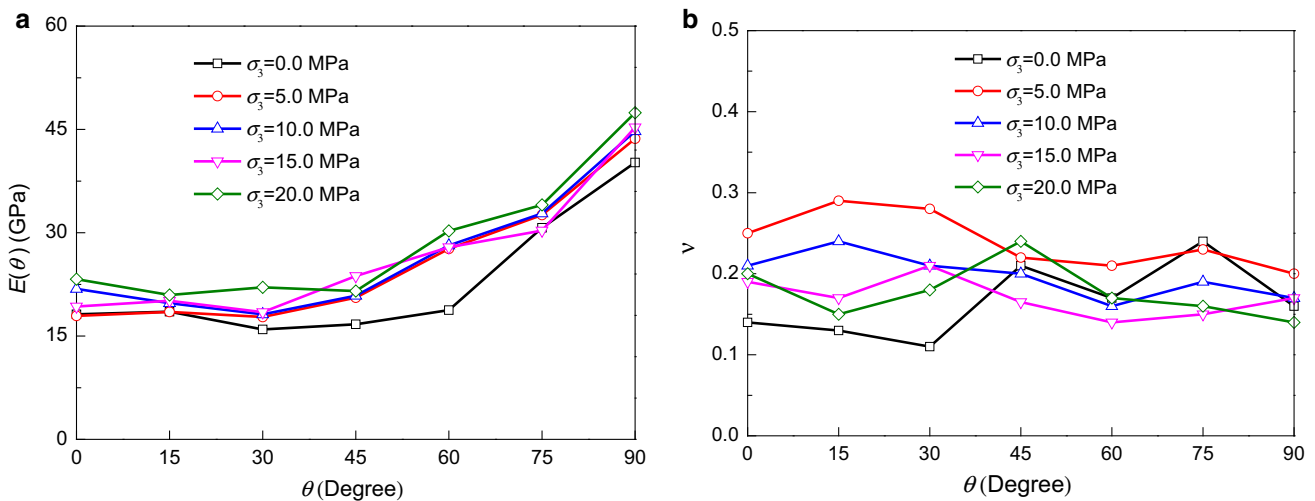 a
60
45
30
15
0
E(θ) (GPa)
σ3=0.0 MPa
σ3=5.0 MPa
σ3=10.0 MPa
σ3=15.0 MPa
σ3=20.0 MPa
0 15 30 45 60 75 90
θ (Degree)
b
0.5
0.4
0.3
0.2
0.1
0.0
ν
σ3=0.0 MPa
σ3=5.0 MPa
σ3=10.0 MPa
σ3=15.0 MPa
σ3=20.0 MPa
0 15 30 45 60 75 90
θ (Degree)